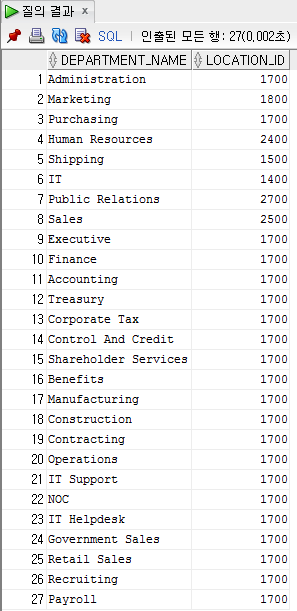 질의 결과 ×
SQL | 인출된 모든 행: 27(0,002초)
DEPARTMENT_NAME LOCATION_ID
1 Administration 1700
2 Marketing 1800
3 Purchasing 1700
4 Human Resources 2400
5 Shipping 1500
6 IT 1400
7 Public Relations 2700
8 Sales 2500
9 Executive 1700
10 Finance 1700
11 Accounting 1700
12 Treasury 1700
13 Corporate Tax 1700
14 Control And Credit 1700
15 Shareholder Services 1700
16 Benefits 1700
17 Manufacturing 1700
18 Construction 1700
19 Contracting 1700
20 Operations 1700
21 IT Support 1700
22 NOC 1700
23 IT Helpdesk 1700
24 Government Sales 1700
25 Retail Sales 1700
26 Recruiting 1700
27 Payroll 1700